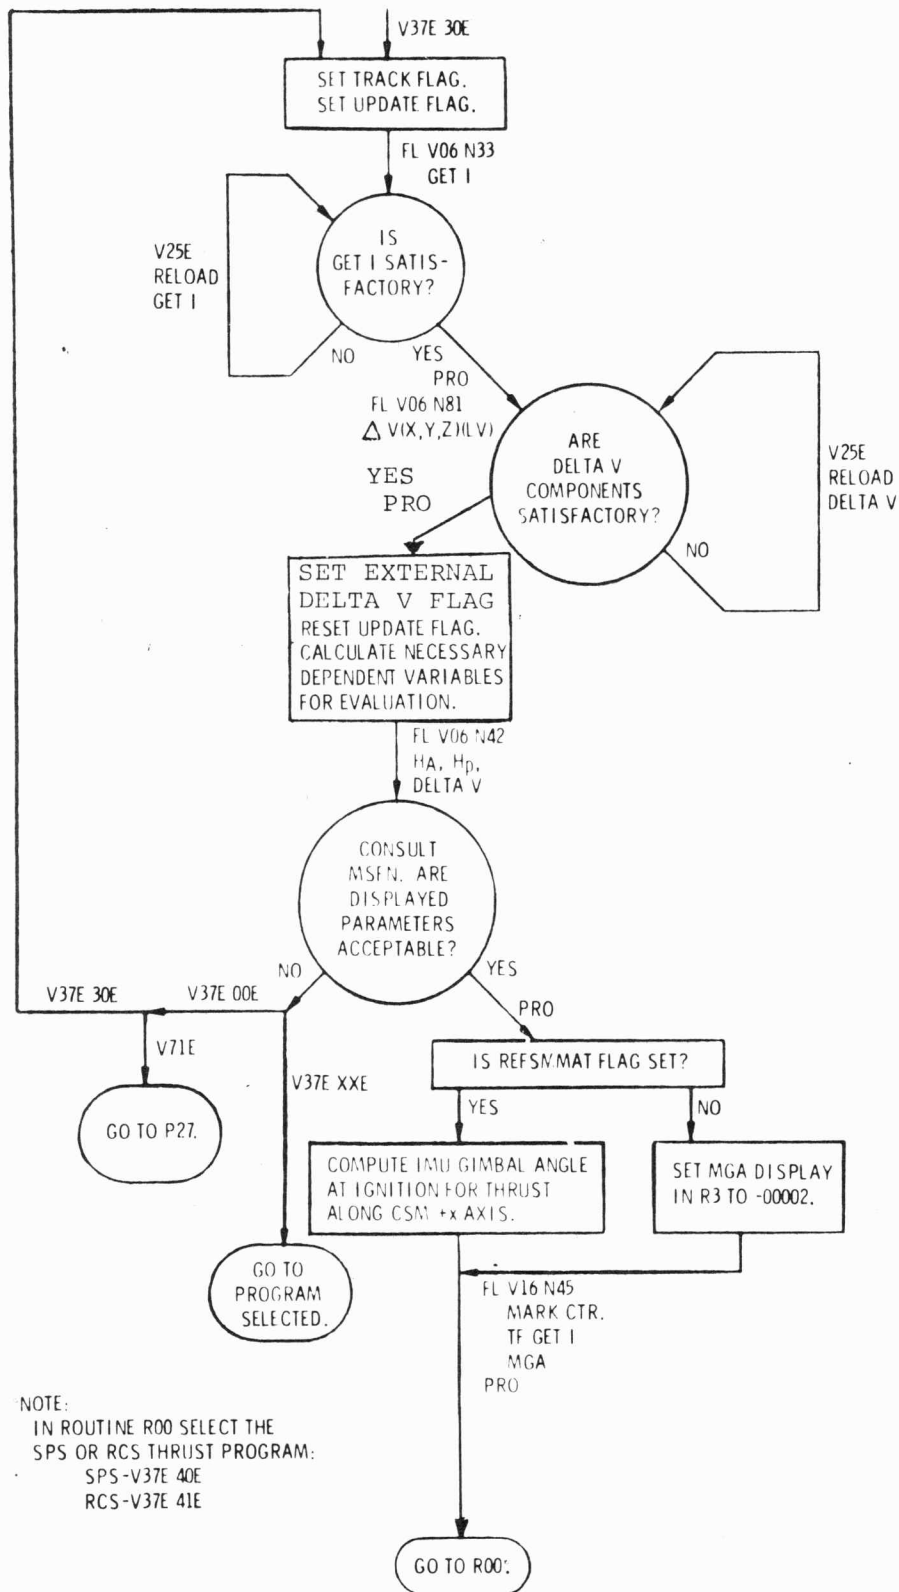 V37E 30E
SET TRACK FLAG.
SET UPDATE FLAG.
FL V06 N33
GET I
IS
GET I SATIS-
FACTORY?
V25E
RELOAD
GET I
NO
YES
PRO
FL V06 N81
△ V(X,Y,Z)(LV)
ARE
DELTA V
COMPONENTS
SATISFACTORY?
V25E
RELOAD
DELTA V
NO
YES
PRO
SET EXTERNAL
DELTA V FLAG
RESET UPDATE FLAG.
CALCULATE NECESSARY
DEPENDENT VARIABLES
FOR EVALUATION.
FL V06 N42
HA, Hp,
DELTA V
CONSULT
MSFN. ARE
DISPLAYED
PARAMETERS
ACCEPTABLE?
NO
YES
V37E 30E
V37E 00E
PRO
V71E
IS REFSMMAT FLAG SET?
V37E XXE
YES
NO
GO TO P27.
COMPUTE IMU GIMBAL ANGLE
AT IGNITION FOR THRUST
ALONG CSM +x AXIS.
SET MGA DISPLAY
IN R3 TO -00002.
GO TO
PROGRAM
SELECTED.
FL V16 N45
MARK CTR.
TF GET I
MGA
PRO
NOTE:
IN ROUTINE R00 SELECT THE
SPS OR RCS THRUST PROGRAM:
SPS-V37E 40E
RCS-V37E 41E
GO TO R00.